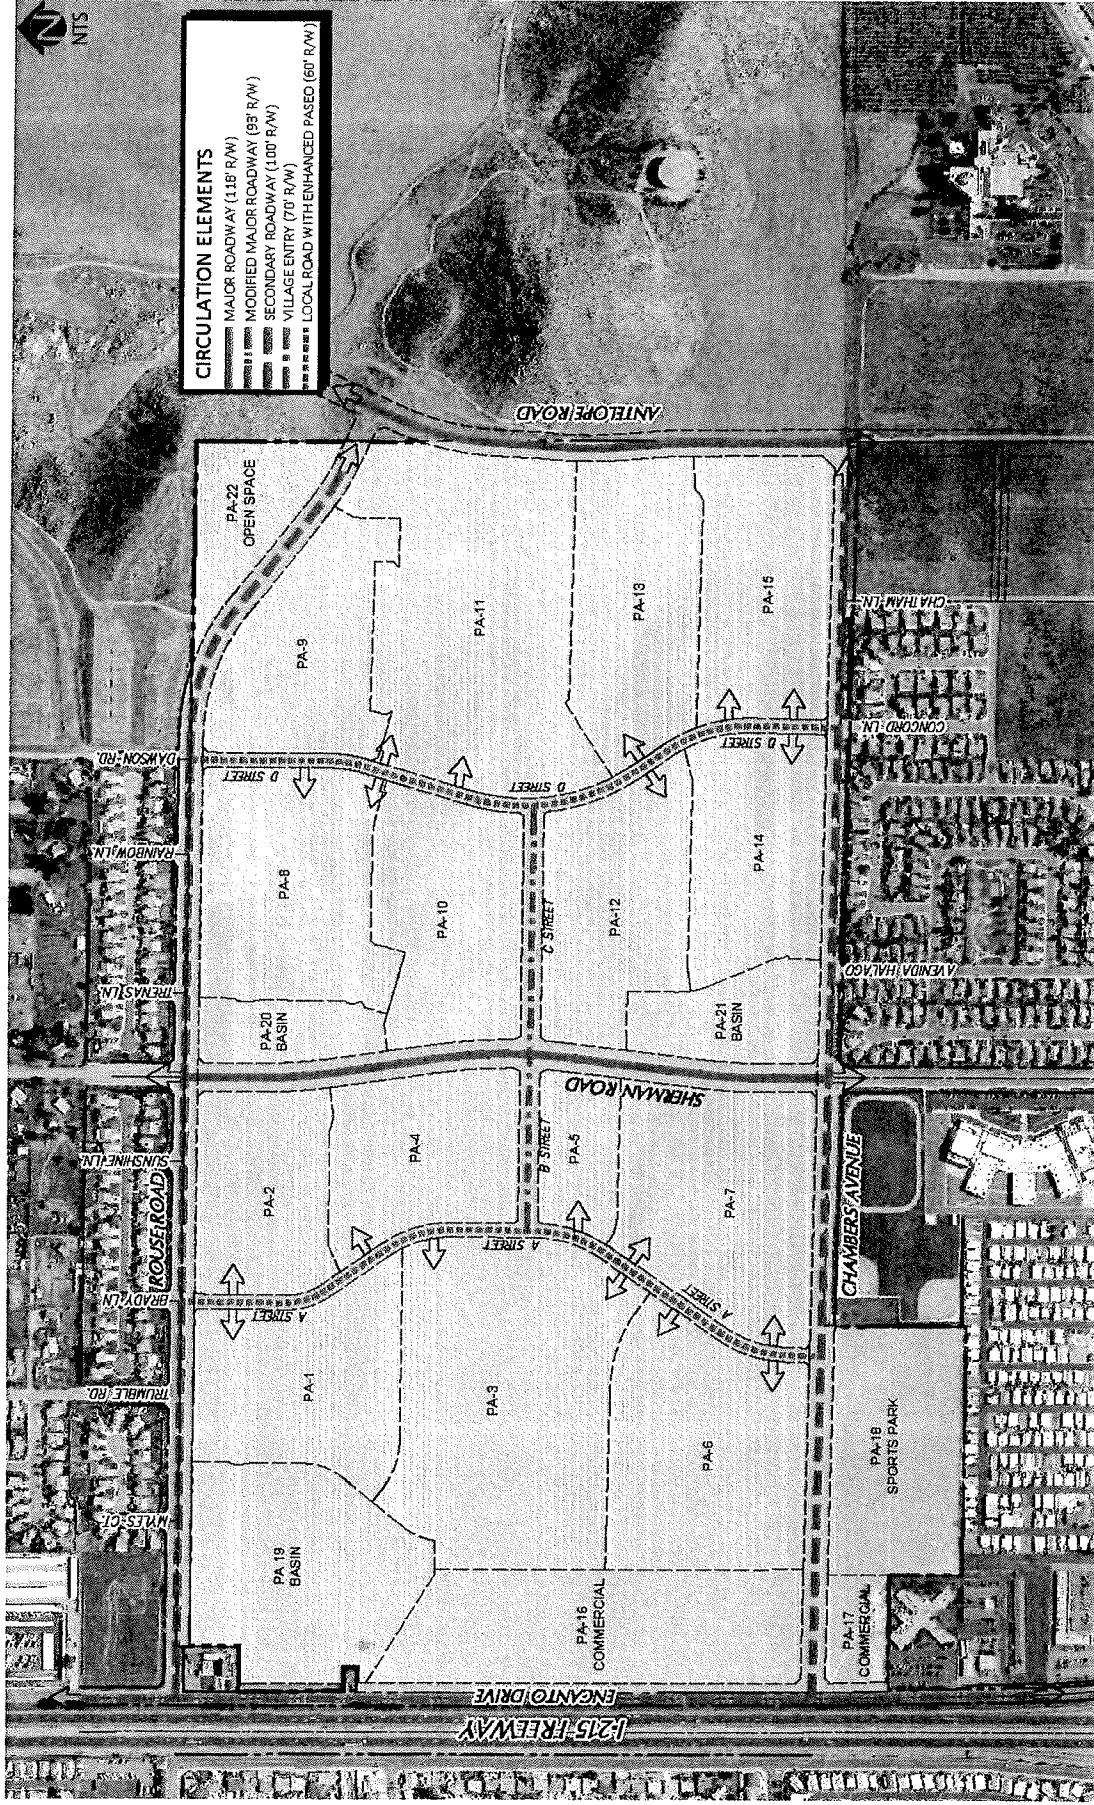 N
NTS
CIRCULATION ELEMENTS
MAJOR ROADWAY (118' R/W)
MODIFIED MAJOR ROADWAY (93' R/W)
SECONDARY ROADWAY (100' R/W)
VILLAGE ENTRY (70' R/W)
LOCAL ROAD WITH ENHANCED PASEO (60' R/W)
MYLES CT.
TRUMBLE RD.
BRADY LN.
SUNSHINE LN.
TRENAS LN.
RAINBOW LN.
DAWSON RD.
ROUSE ROAD
PA-22
OPEN SPACE
PA-19
BASIN
PA-1
A STREET
PA-2
PA-20
BASIN
PA-8
D STREET
PA-9
PA-3
PA-4
PA-10
PA-11
A STREET
D STREET
ANTELOPE ROAD
B STREET
C STREET
I-215 FREEWAY
ENCANTO DRIVE
PA-16
COMMERCIAL
PA-5
SHERMAN ROAD
PA-12
PA-13
PA-6
A STREET
PA-7
PA-21
BASIN
PA-14
D STREET
PA-15
PA-17
COMMERCIAL
PA-18
SPORTS PARK
CHAMBERS AVENUE
AVENIDA HALAGO
CONCORD LN.
CHATHAM LN.